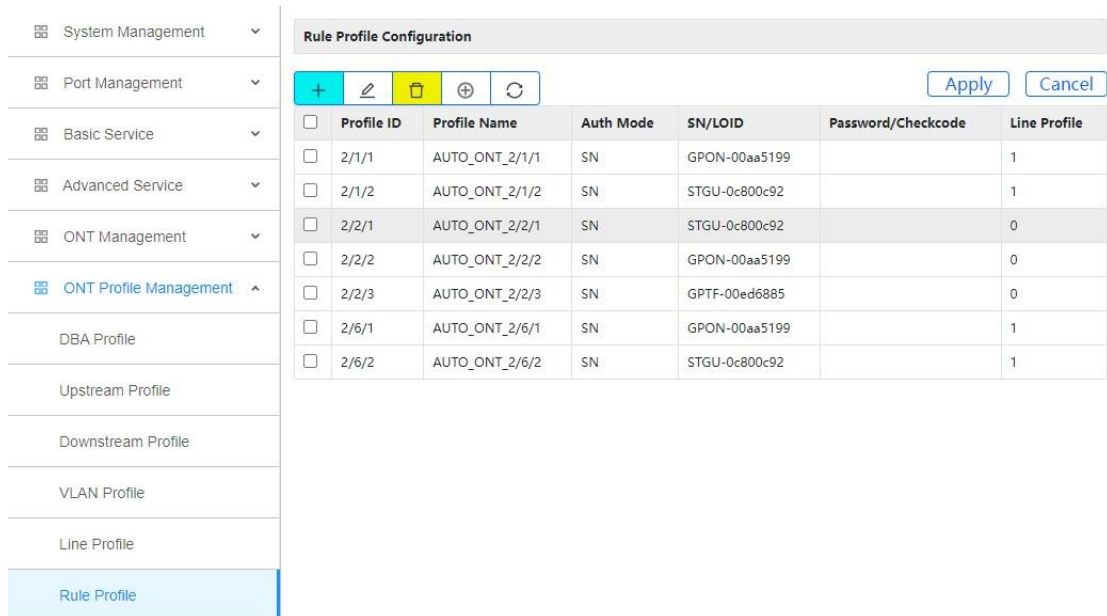 System Management
Port Management
Basic Service
Advanced Service
ONT Management
ONT Profile Management
DBA Profile
Upstream Profile
Downstream Profile
VLAN Profile
Line Profile
Rule Profile
Rule Profile Configuration
Apply Cancel
Profile ID Profile Name Auth Mode SN/LOID Password/Checkcode Line Profile
2/1/1 AUTO_ONT_2/1/1 SN GPON-00aa5199 1
2/1/2 AUTO_ONT_2/1/2 SN STGU-0c800c92 1
2/2/1 AUTO_ONT_2/2/1 SN STGU-0c800c92 0
2/2/2 AUTO_ONT_2/2/2 SN GPON-00aa5199 0
2/2/3 AUTO_ONT_2/2/3 SN GPTF-00ed6885 0
2/6/1 AUTO_ONT_2/6/1 SN GPON-00aa5199 1
2/6/2 AUTO_ONT_2/6/2 SN STGU-0c800c92 1